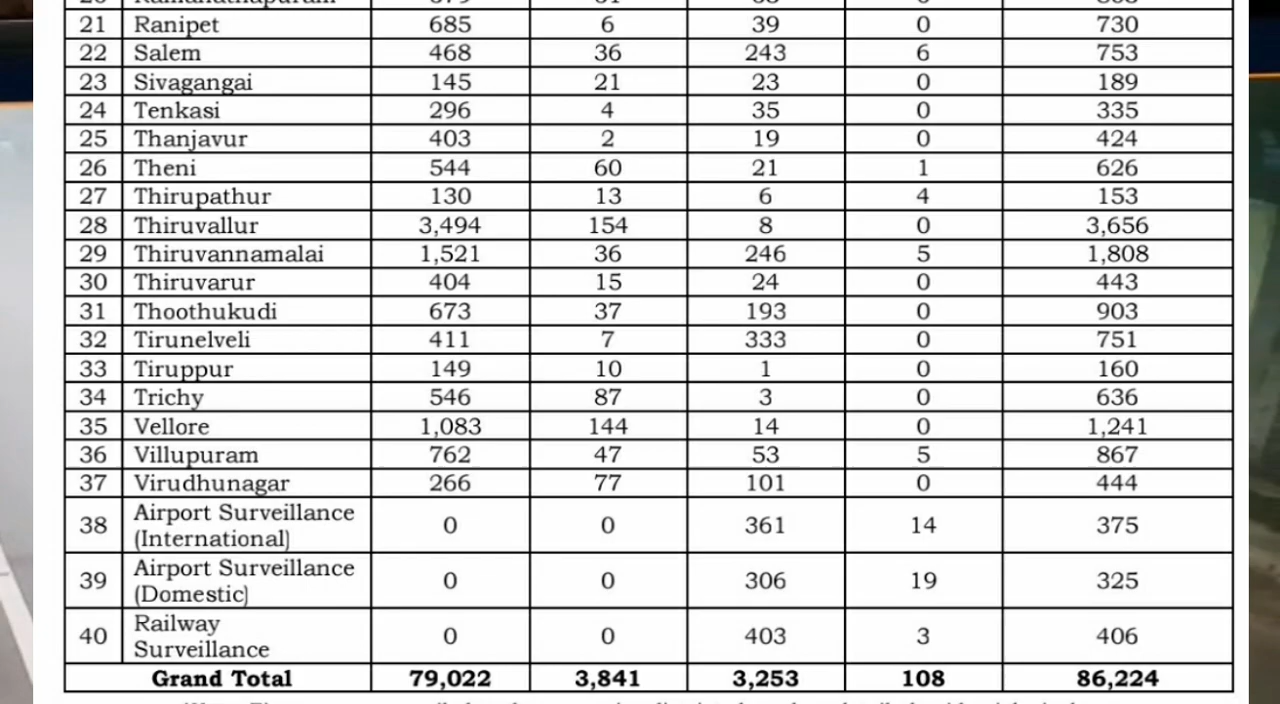 21 Ranipet 685 6 39 0 730
22 Salem 468 36 243 6 753
23 Sivagangai 145 21 23 0 189
24 Tenkasi 296 4 35 0 335
25 Thanjavur 403 2 19 0 424
26 Theni 544 60 21 1 626
27 Thirupathur 130 13 6 4 153
28 Thiruvallur 3,494 154 8 0 3,656
29 Thiruvannamalai 1,521 36 246 5 1,808
30 Thiruvarur 404 15 24 0 443
31 Thoothukudi 673 37 193 0 903
32 Tirunelveli 411 7 333 0 751
33 Tiruppur 149 10 1 0 160
34 Trichy 546 87 3 0 636
35 Vellore 1,083 144 14 0 1,241
36 Villupuram 762 47 53 5 867
37 Virudhunagar 266 77 101 0 444
38 Airport Surveillance
(International) 0 0 361 14 375
39 Airport Surveillance
(Domestic) 0 0 306 19 325
40 Railway
Surveillance 0 0 403 3 406
Grand Total 79,022 3,841 3,253 108 86,224